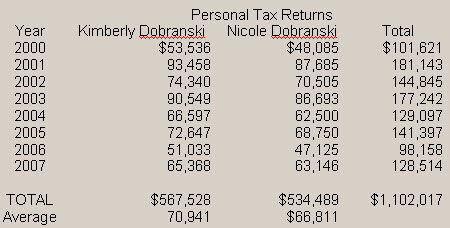 Personal Tax Returns
Year Kimberly Dobranski Nicole Dobranski Total
2000 $53,536 $48,085 $101,621
2001 93,458 87,685 181,143
2002 74,340 70,505 144,845
2003 90,549 86,693 177,242
2004 66,597 62,500 129,097
2005 72,647 68,750 141,397
2006 51,033 47,125 98,158
2007 65,368 63,146 128,514
TOTAL $567,528 $534,489 $1,102,017
Average 70,941 $66,811